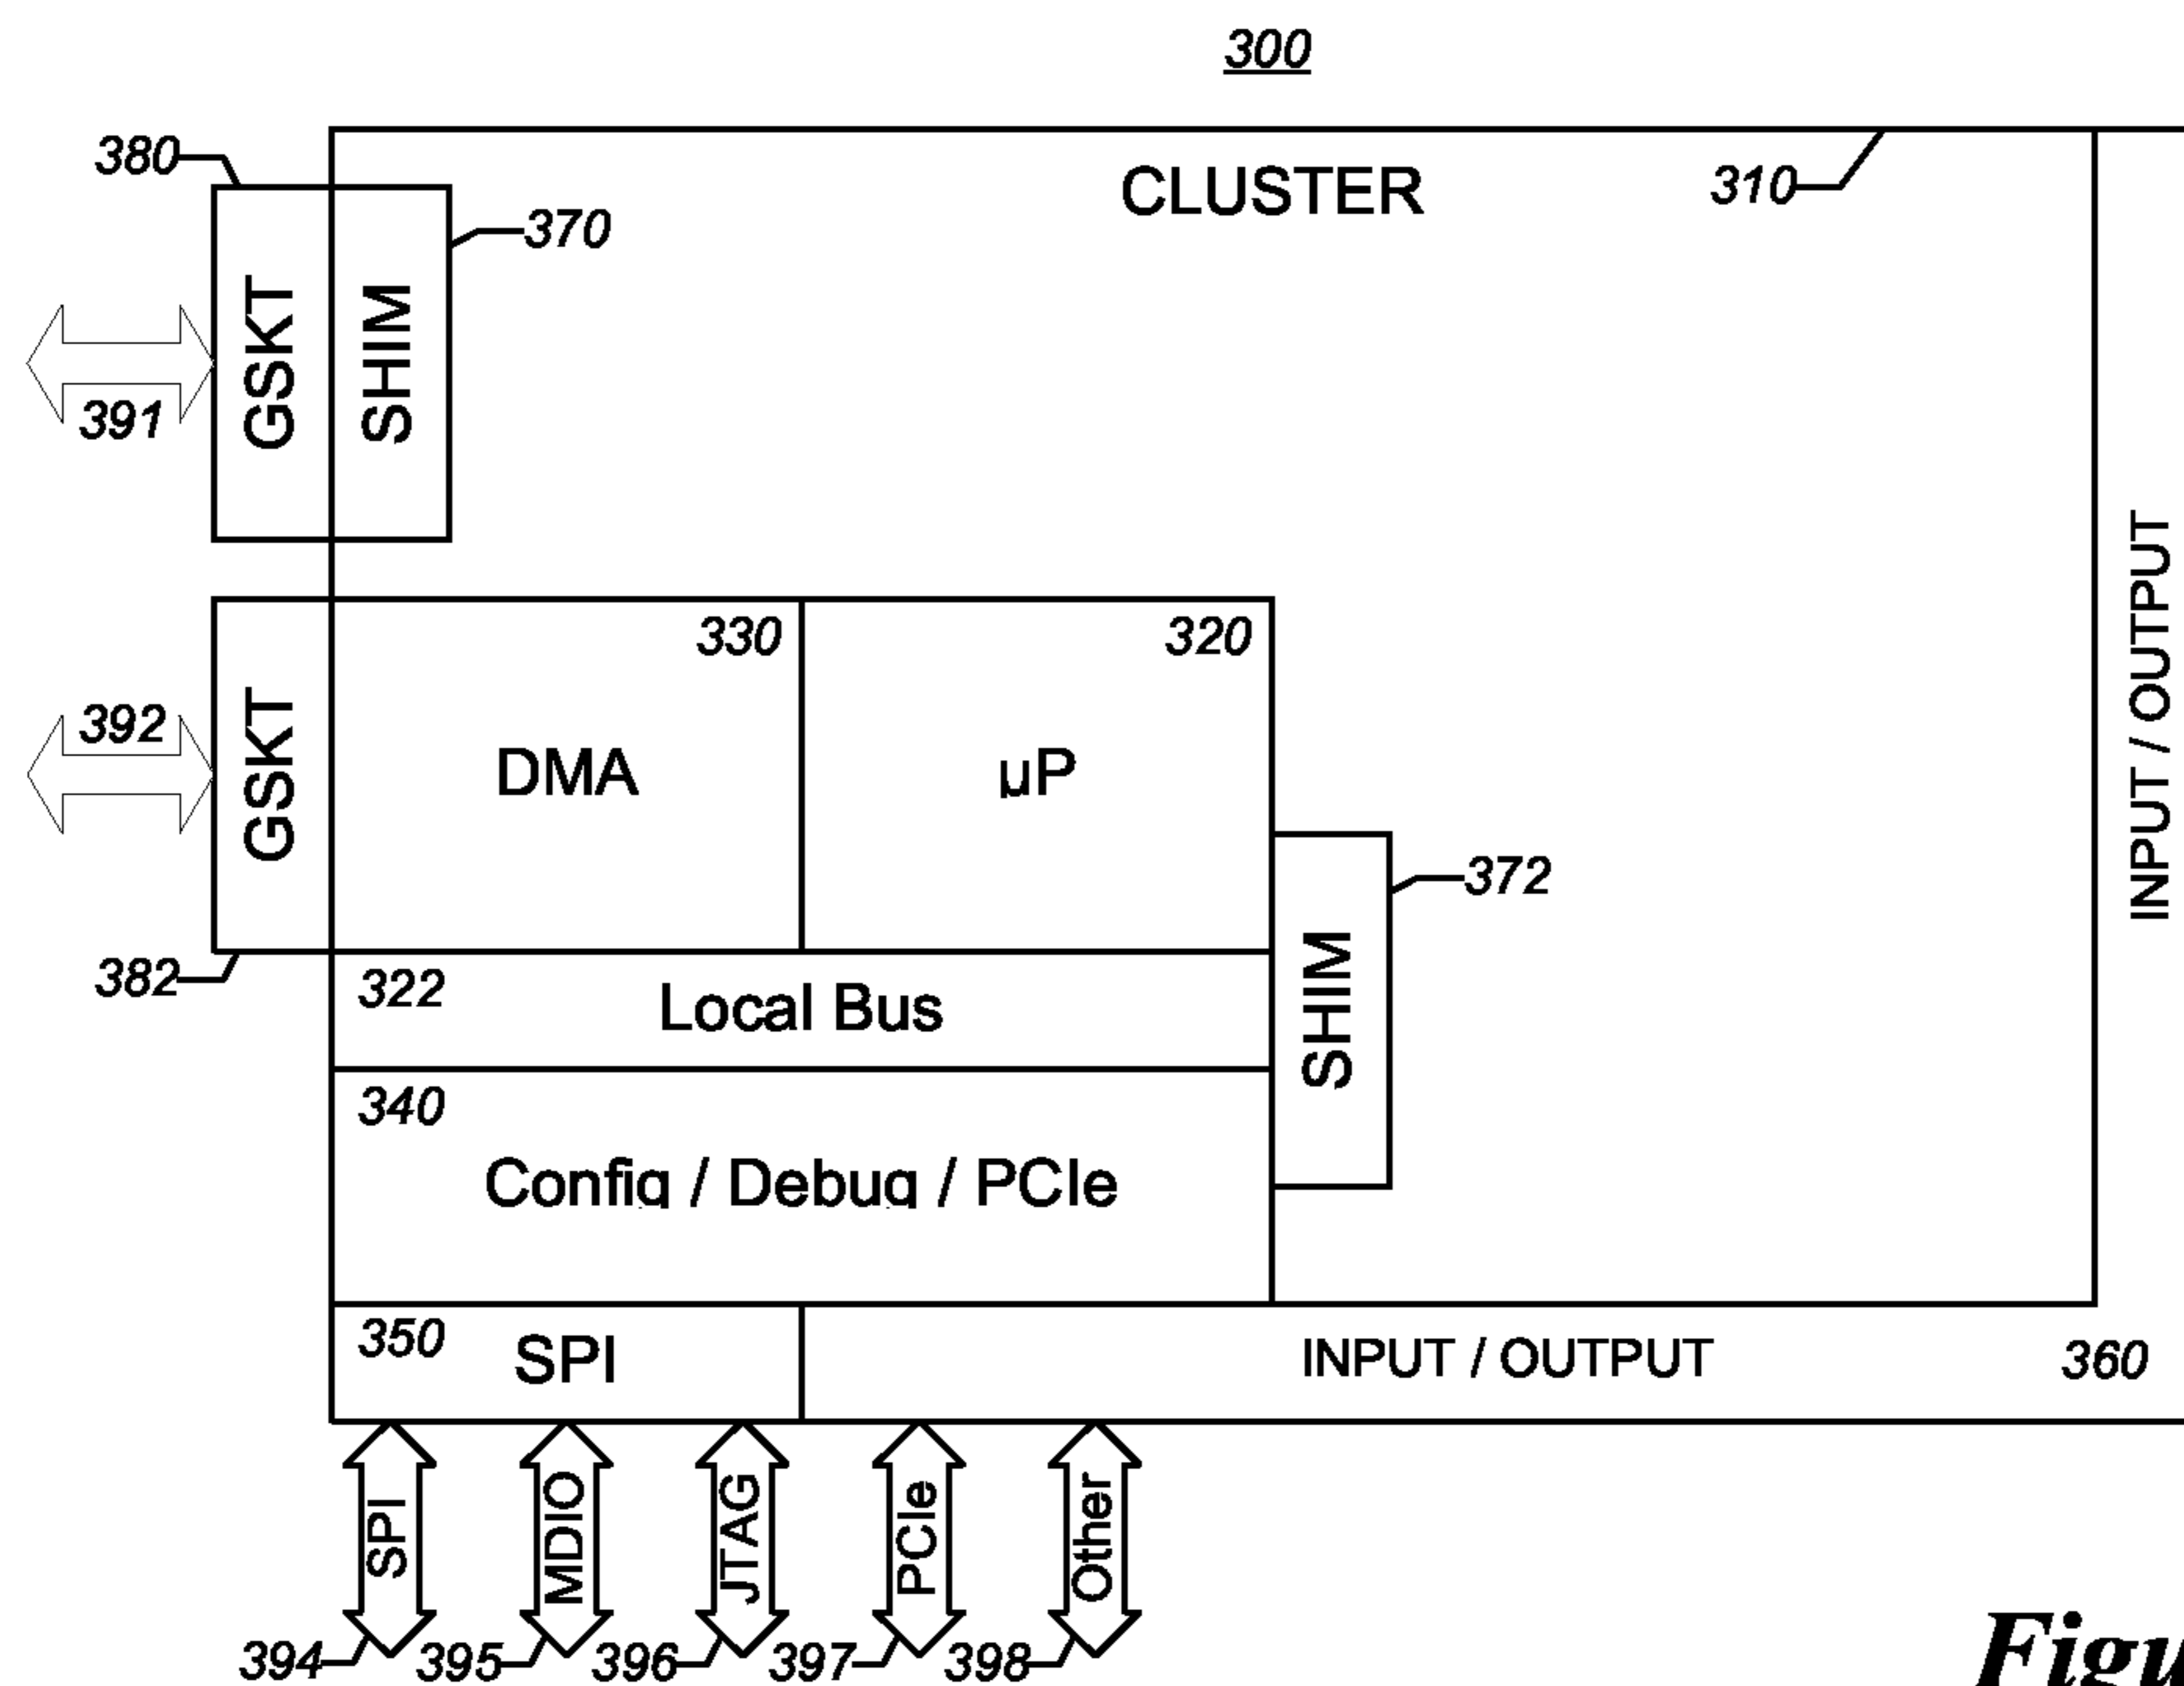 300
380
CLUSTER
310
370
GSKT
SHIM
391
INPUT / OUTPUT
330
320
392
GSKT
DMA
µP
372
SHIM
382
322
Local Bus
340
Config / Debug / PCIe
350
SPI
INPUT / OUTPUT
360
SPI
MDIO
JTAG
PCIe
Other
394
395
396
397
398
Figu